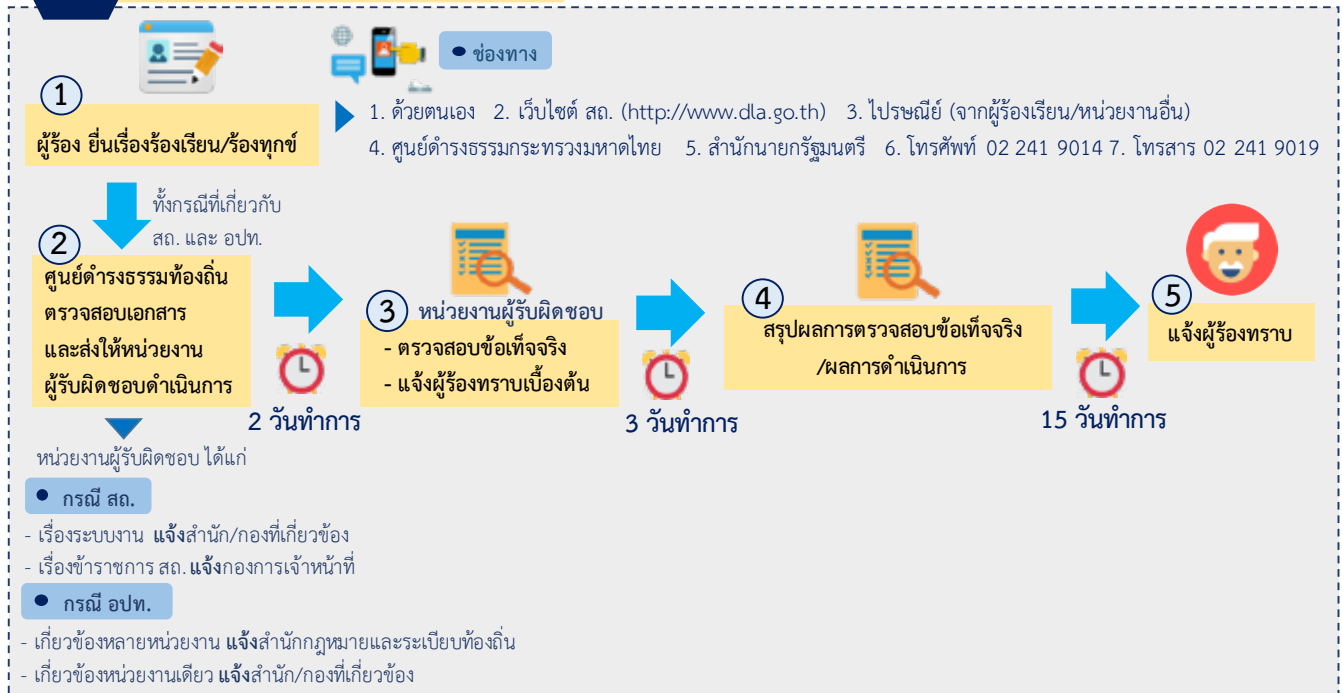 ● ช่องทาง
1
ผู้ร้อง ยื่นเรื่องร้องเรียน/ร้องทุกข์
1. ด้วยตนเอง 2. เว็บไซต์ สถ. (http://www.dla.go.th) 3. ไปรษณีย์ (จากผู้ร้องเรียน/หน่วยงานอื่น)
4. ศูนย์ดำรงธรรมกระทรวงมหาดไทย 5. สำนักนายกรัฐมนตรี 6. โทรศัพท์ 02 241 9014 7. โทรสาร 02 241 9019
ทั้งกรณีที่เกี่ยวกับ
สถ. และ อปท.
2
ศูนย์ดำรงธรรมท้องถิ่น
ตรวจสอบเอกสาร
และส่งให้หน่วยงาน
ผู้รับผิดชอบดำเนินการ
2 วันทำการ
3
หน่วยงานผู้รับผิดชอบ
- ตรวจสอบข้อเท็จจริง
- แจ้งผู้ร้องทราบเบื้องต้น
3 วันทำการ
4
สรุปผลการตรวจสอบข้อเท็จจริง
/ผลการดำเนินการ
15 วันทำการ
5
แจ้งผู้ร้องทราบ
หน่วยงานผู้รับผิดชอบ ได้แก่
● กรณี สถ.
- เรื่องระบบงาน แจ้งสำนัก/กองที่เกี่ยวข้อง
- เรื่องข้าราชการ สถ. แจ้งกองการเจ้าหน้าที่
● กรณี อปท.
- เกี่ยวข้องหลายหน่วยงาน แจ้งสำนักกฎหมายและระเบียบท้องถิ่น
- เกี่ยวข้องหน่วยงานเดียว แจ้งสำนัก/กองที่เกี่ยวข้อง